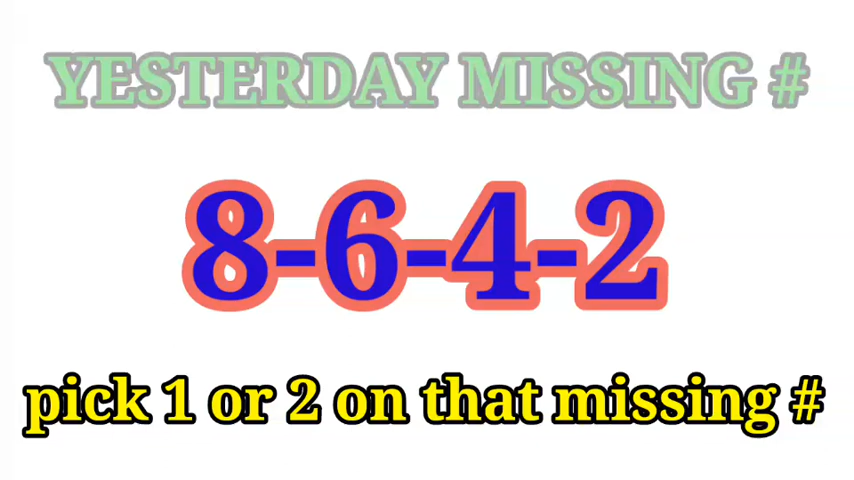 YESTERDAY MISSING #
8-6-4-2
pick 1 or 2 on that missing #